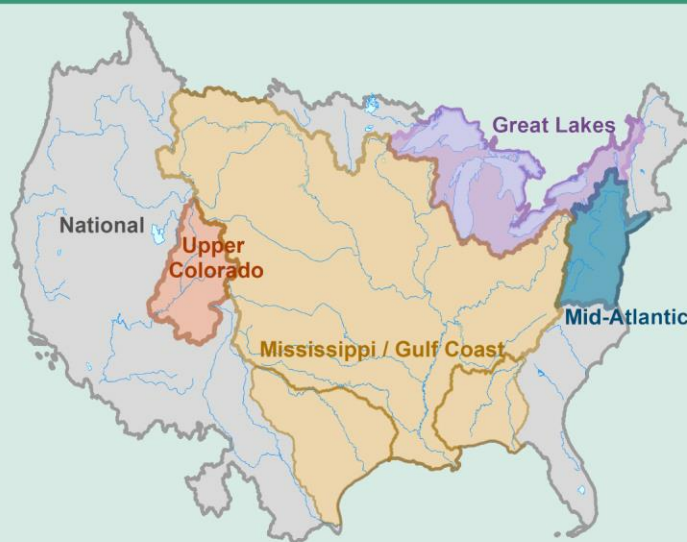 Great Lakes
National
Upper
Colorado
Mid-Atlantic
Mississippi / Gulf Coast